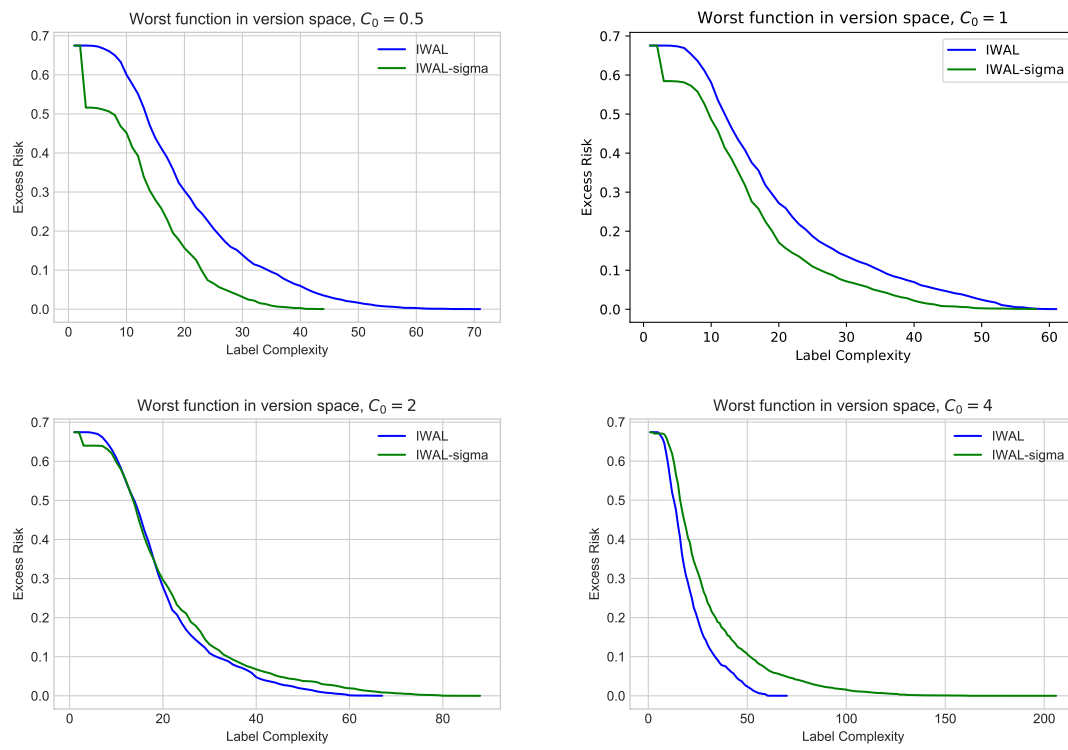 Worst function in version space, C₀ = 0.5
Excess Risk
0.7
0.6
0.5
0.4
0.3
0.2
0.1
0.0
IWAL
IWAL-sigma
0 10 20 30 40 50 60 70
Label Complexity
Worst function in version space, C₀ = 1
Excess Risk
0.7
0.6
0.5
0.4
0.3
0.2
0.1
0.0
IWAL
IWAL-sigma
0 10 20 30 40 50 60
Label Complexity
Worst function in version space, C₀ = 2
Excess Risk
0.7
0.6
0.5
0.4
0.3
0.2
0.1
0.0
IWAL
IWAL-sigma
0 20 40 60 80
Label Complexity
Worst function in version space, C₀ = 4
Excess Risk
0.7
0.6
0.5
0.4
0.3
0.2
0.1
0.0
IWAL
IWAL-sigma
0 50 100 150 200
Label Complexity